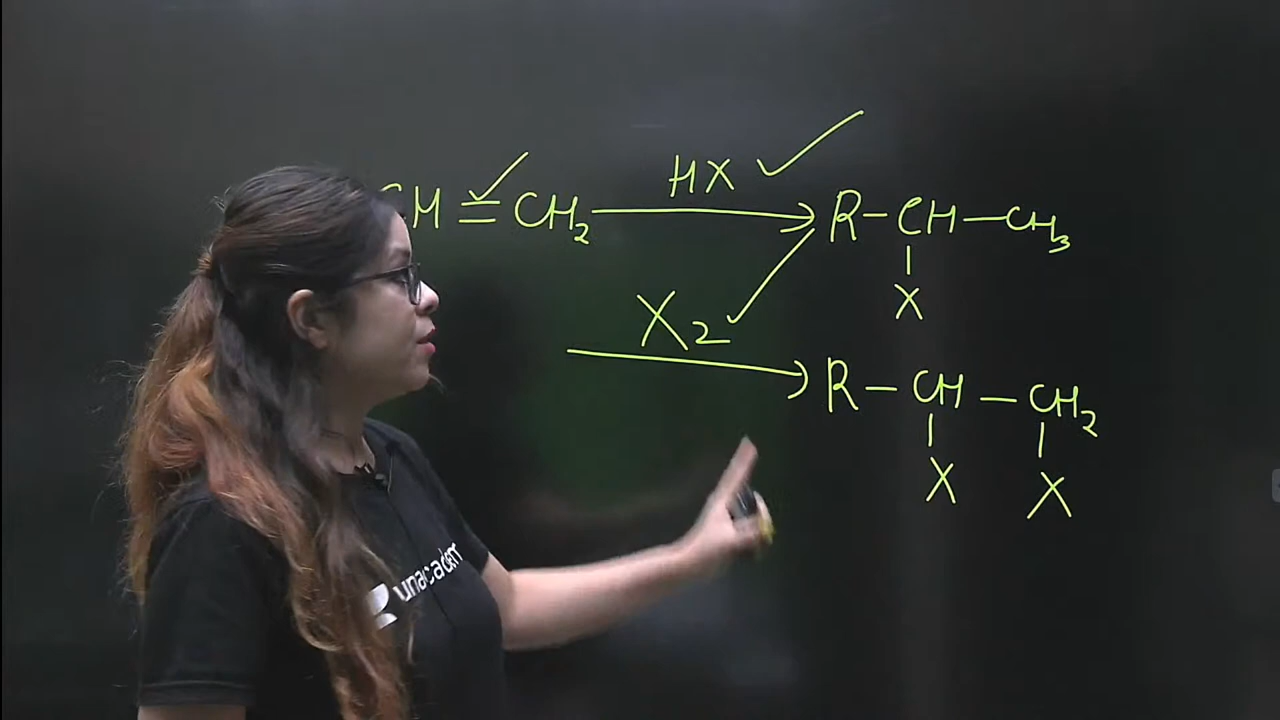 CH = CH₂ —HX→ R–CH–CH₃
X
X₂ → R–CH–CH₂
X X
unacadem